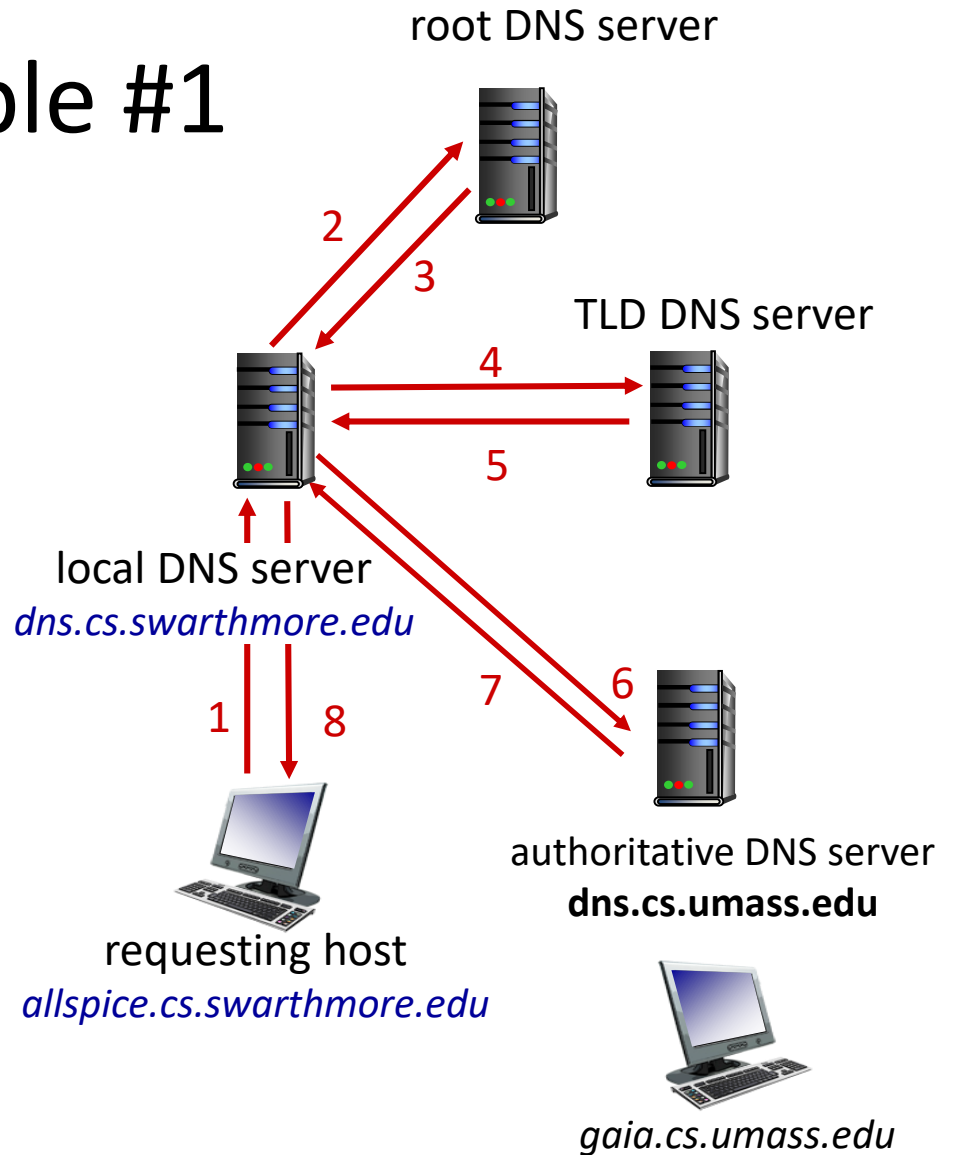 root DNS server
ple #1
2
3
TLD DNS server
4
5
local DNS server
dns.cs.swarthmore.edu
1
8
7
6
authoritative DNS server
dns.cs.umass.edu
requesting host
allspice.cs.swarthmore.edu
gaia.cs.umass.edu